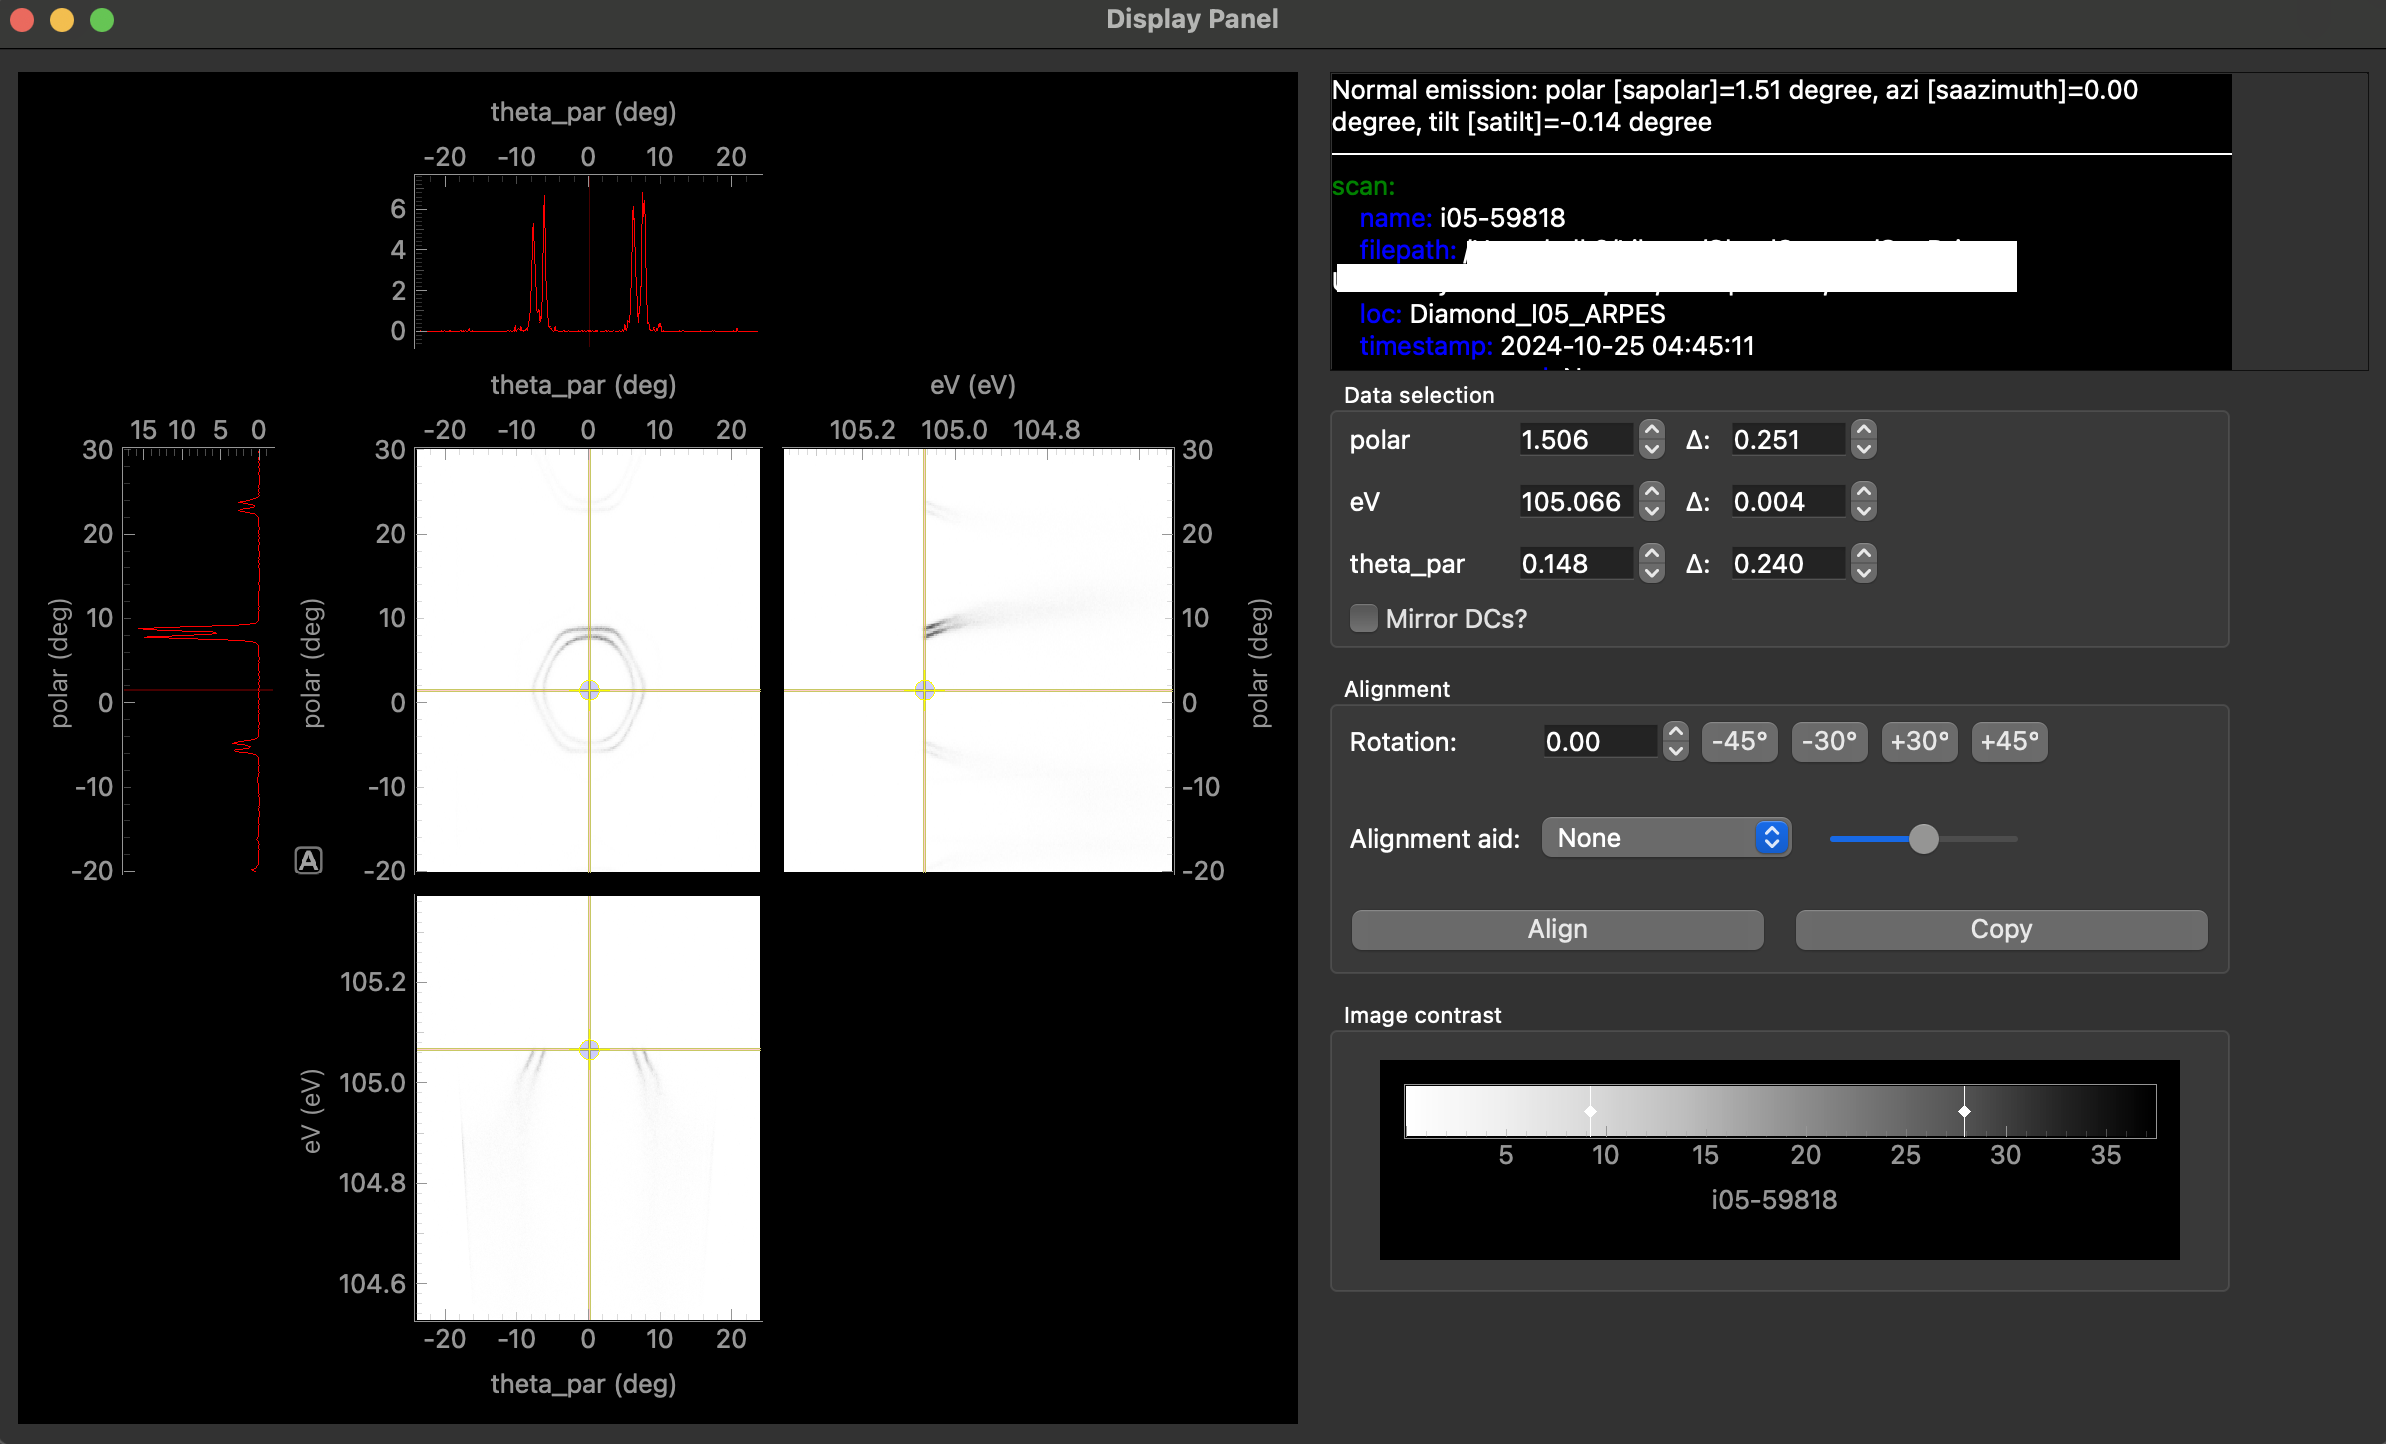 Display Panel
theta_par (deg)
-20 -10 0 10 20
6
4
2
0
theta_par (deg)
eV (eV)
15 10 5 0
-20 -10 0 10 20
105.2 105.0 104.8
30
20
10
0
-10
-20
polar (deg)
30
20
10
0
-10
-20
polar (deg)
A
30
20
10
0
-10
-20
polar (deg)
105.2
105.0
104.8
104.6
eV (eV)
-20 -10 0 10 20
theta_par (deg)
Normal emission: polar [sapolar]=1.51 degree, azi [saazimuth]=0.00
degree, tilt [satilt]=-0.14 degree
scan:
name: i05-59818
filepath:
loc: Diamond_I05_ARPES
timestamp: 2024-10-25 04:45:11
Data selection
polar 1.506 Δ: 0.251
eV 105.066 Δ: 0.004
theta_par 0.148 Δ: 0.240
Mirror DCs?
Alignment
Rotation: 0.00 -45° -30° +30° +45°
Alignment aid: None
Align Copy
Image contrast
5 10 15 20 25 30 35
i05-59818